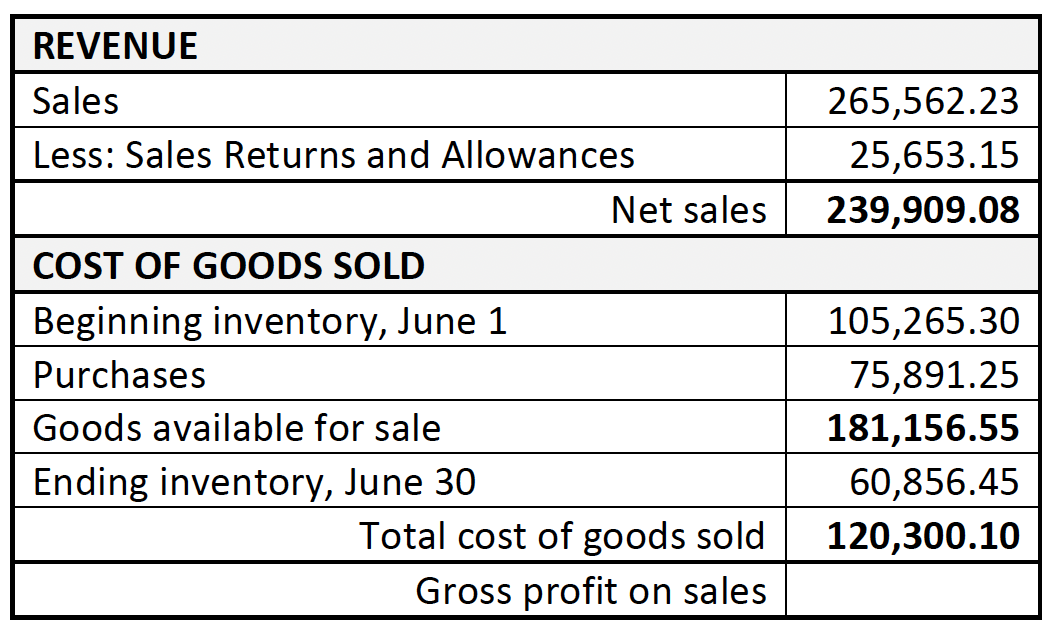 REVENUE
Sales 265,562.23
Less: Sales Returns and Allowances 25,653.15
Net sales 239,909.08
COST OF GOODS SOLD
Beginning inventory, June 1 105,265.30
Purchases 75,891.25
Goods available for sale 181,156.55
Ending inventory, June 30 60,856.45
Total cost of goods sold 120,300.10
Gross profit on sales